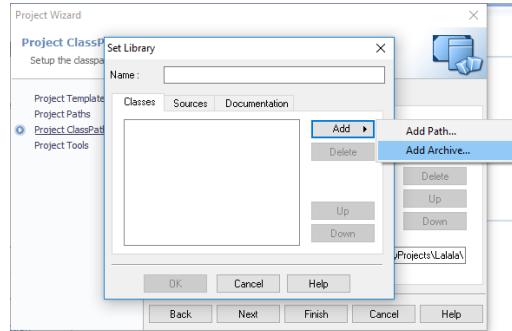 Project Wizard
Project ClassP
Setup the classpa
Project Template
Project Paths
Project ClassPat
Project Tools
Set Library
Name :
Classes
Sources
Documentation
Add
Delete
Up
Down
OK
Cancel
Help
Add Path...
Add Archive...
Delete
Up
Down
yProjects\Lalala\
Back
Next
Finish
Cancel
Help